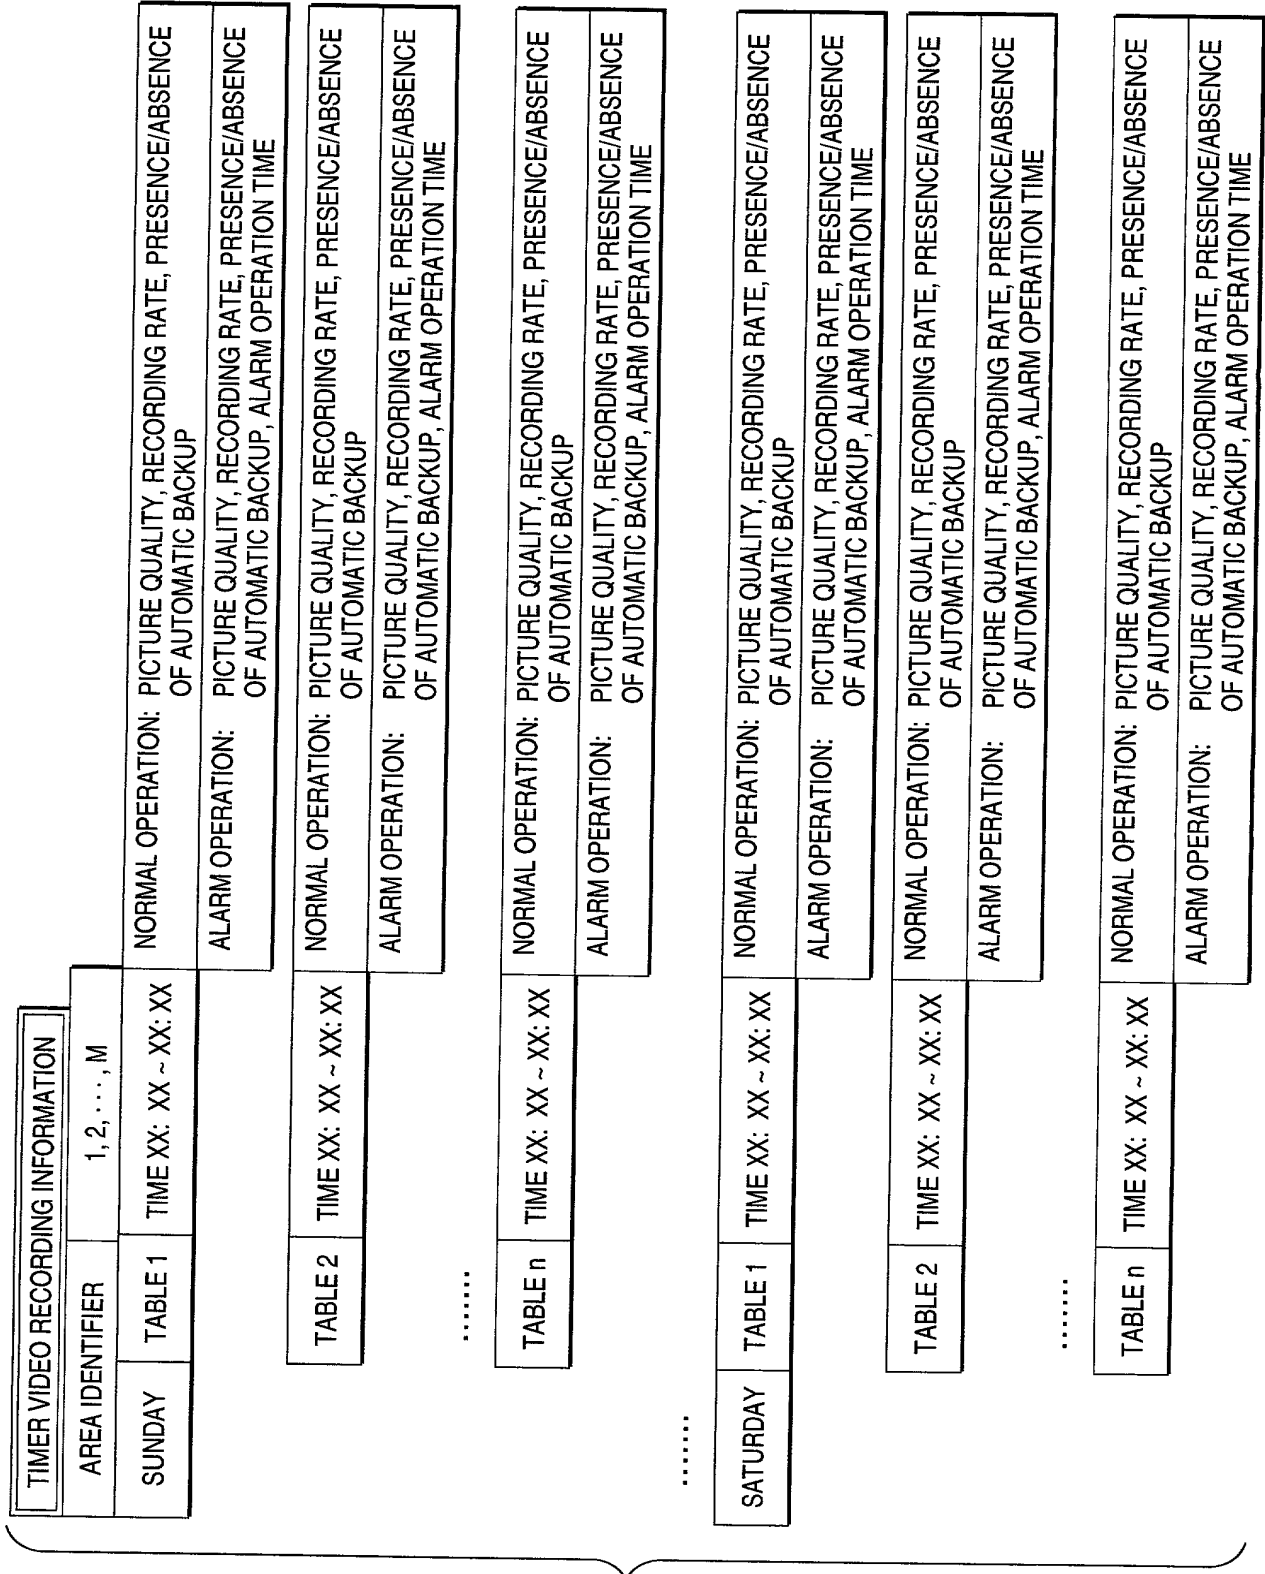 TIMER VIDEO RECORDING INFORMATION
AREA IDENTIFIER 1, 2, ···, M
SUNDAY TABLE 1 TIME XX: XX ~ XX: XX NORMAL OPERATION: PICTURE QUALITY, RECORDING RATE, PRESENCE/ABSENCE
OF AUTOMATIC BACKUP
ALARM OPERATION: PICTURE QUALITY, RECORDING RATE, PRESENCE/ABSENCE
OF AUTOMATIC BACKUP, ALARM OPERATION TIME
TABLE 2 TIME XX: XX ~ XX: XX NORMAL OPERATION: PICTURE QUALITY, RECORDING RATE, PRESENCE/ABSENCE
OF AUTOMATIC BACKUP
ALARM OPERATION: PICTURE QUALITY, RECORDING RATE, PRESENCE/ABSENCE
OF AUTOMATIC BACKUP, ALARM OPERATION TIME
.......
TABLE n TIME XX: XX ~ XX: XX NORMAL OPERATION: PICTURE QUALITY, RECORDING RATE, PRESENCE/ABSENCE
OF AUTOMATIC BACKUP
ALARM OPERATION: PICTURE QUALITY, RECORDING RATE, PRESENCE/ABSENCE
OF AUTOMATIC BACKUP, ALARM OPERATION TIME
.......
SATURDAY TABLE 1 TIME XX: XX ~ XX: XX NORMAL OPERATION: PICTURE QUALITY, RECORDING RATE, PRESENCE/ABSENCE
OF AUTOMATIC BACKUP
ALARM OPERATION: PICTURE QUALITY, RECORDING RATE, PRESENCE/ABSENCE
OF AUTOMATIC BACKUP, ALARM OPERATION TIME
TABLE 2 TIME XX: XX ~ XX: XX NORMAL OPERATION: PICTURE QUALITY, RECORDING RATE, PRESENCE/ABSENCE
OF AUTOMATIC BACKUP
ALARM OPERATION: PICTURE QUALITY, RECORDING RATE, PRESENCE/ABSENCE
OF AUTOMATIC BACKUP, ALARM OPERATION TIME
.......
TABLE n TIME XX: XX ~ XX: XX NORMAL OPERATION: PICTURE QUALITY, RECORDING RATE, PRESENCE/ABSENCE
OF AUTOMATIC BACKUP
ALARM OPERATION: PICTURE QUALITY, RECORDING RATE, PRESENCE/ABSENCE
OF AUTOMATIC BACKUP, ALARM OPERATION TIME